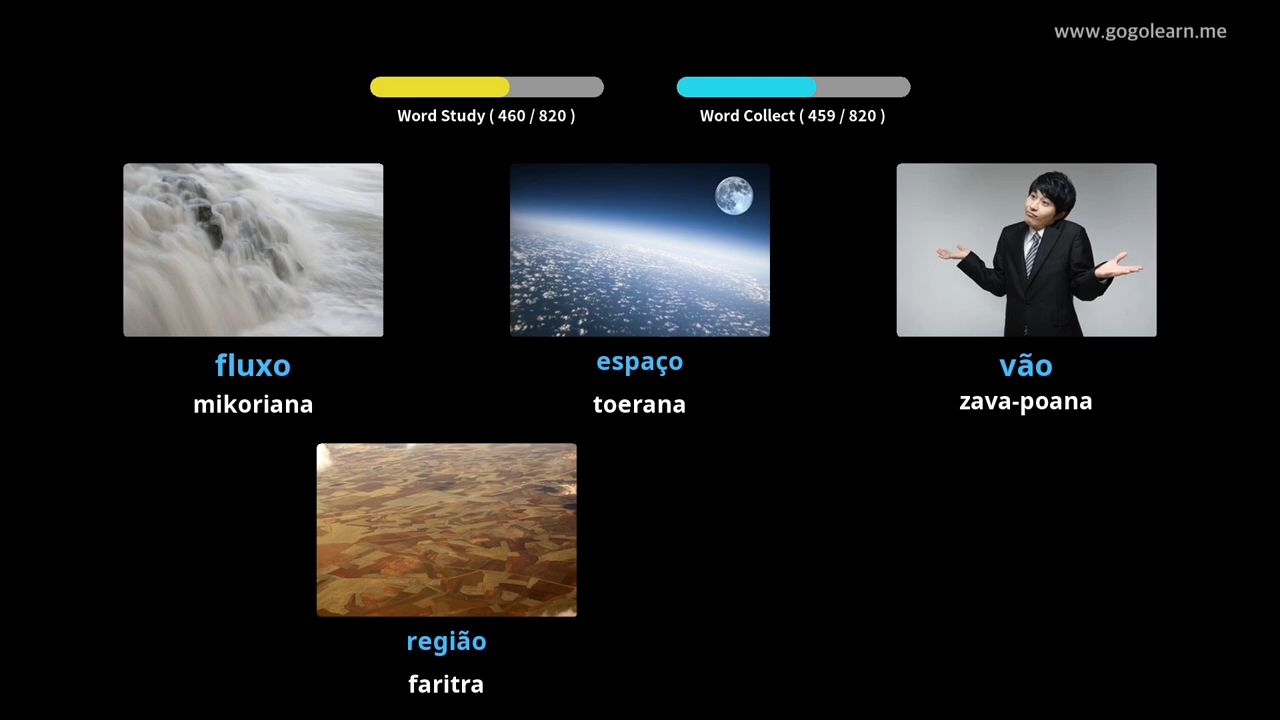 www.gogolearn.me
Word Study ( 460 / 820 )
Word Collect ( 459 / 820 )
fluxo
mikoriana
espaço
toerana
vão
zava-poana
região
faritra